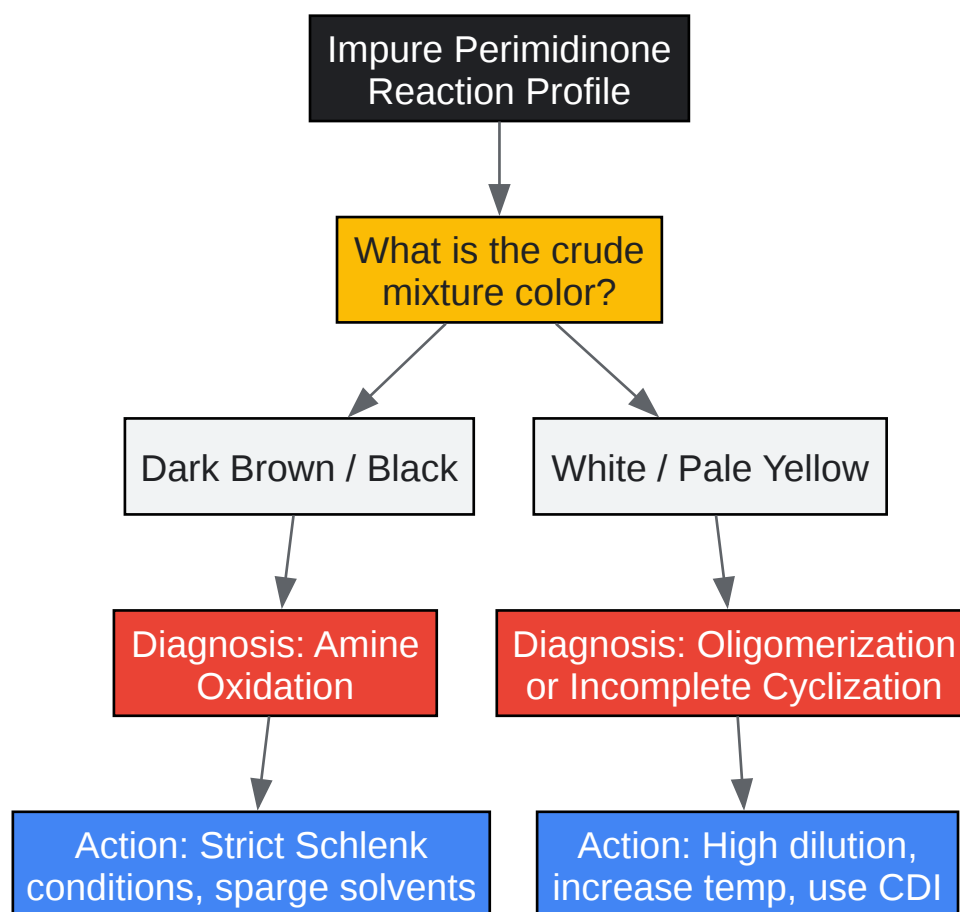 Impure Perimidinone
Reaction Profile
What is the crude
mixture color?
Dark Brown / Black
White / Pale Yellow
Diagnosis: Amine
Oxidation
Diagnosis: Oligomerization
or Incomplete Cyclization
Action: Strict Schlenk
conditions, sparge solvents
Action: High dilution,
increase temp, use CDI